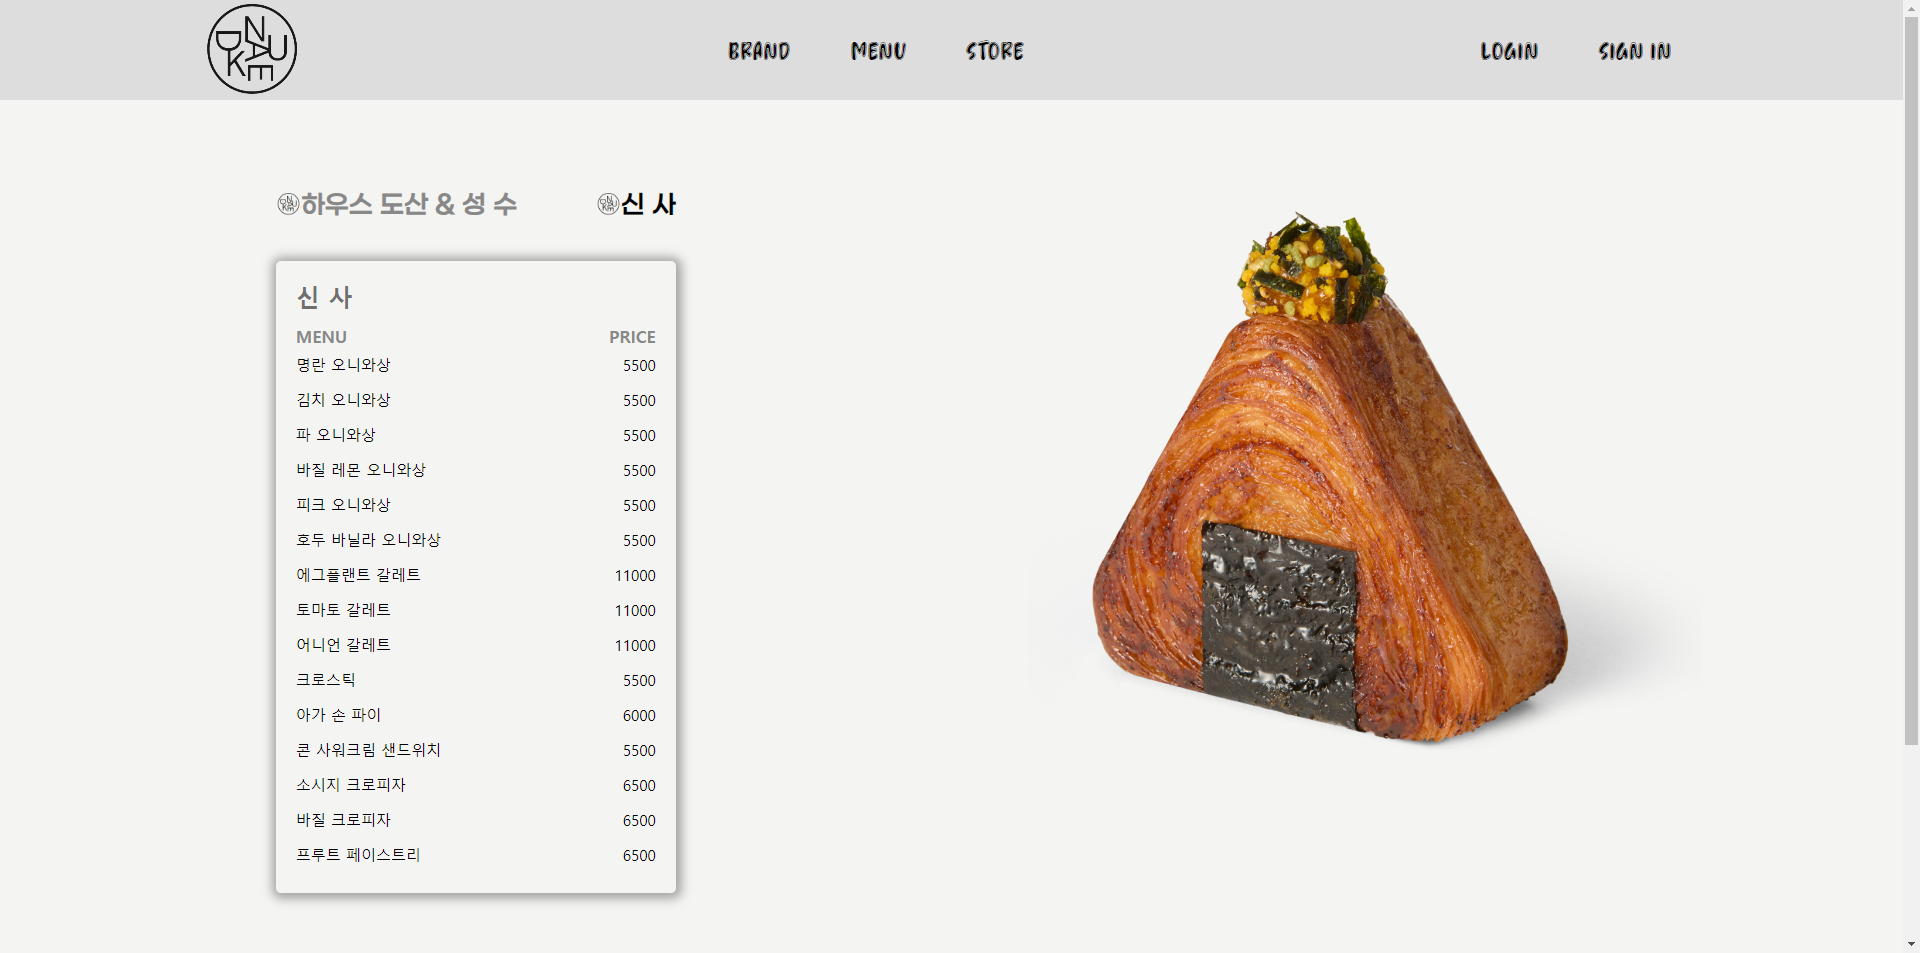 NUDAKE
BRAND MENU STORE LOGIN SIGN IN
하우스 도산 & 성 수 신 사
신 사
MENU PRICE
명란 오니와상 5500
김치 오니와상 5500
파 오니와상 5500
바질 레몬 오니와상 5500
피크 오니와상 5500
호두 바닐라 오니와상 5500
에그플랜트 갈레트 11000
토마토 갈레트 11000
어니언 갈레트 11000
크로스틱 5500
아가 손 파이 6000
콘 사워크림 샌드위치 5500
소시지 크로피자 6500
바질 크로피자 6500
프루트 페이스트리 6500